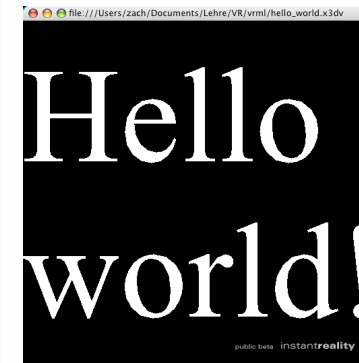 file:///Users/zach/Documents/Lehre/VR/vrml/hello_world.x3dv
Hello
world!
public beta instantreality